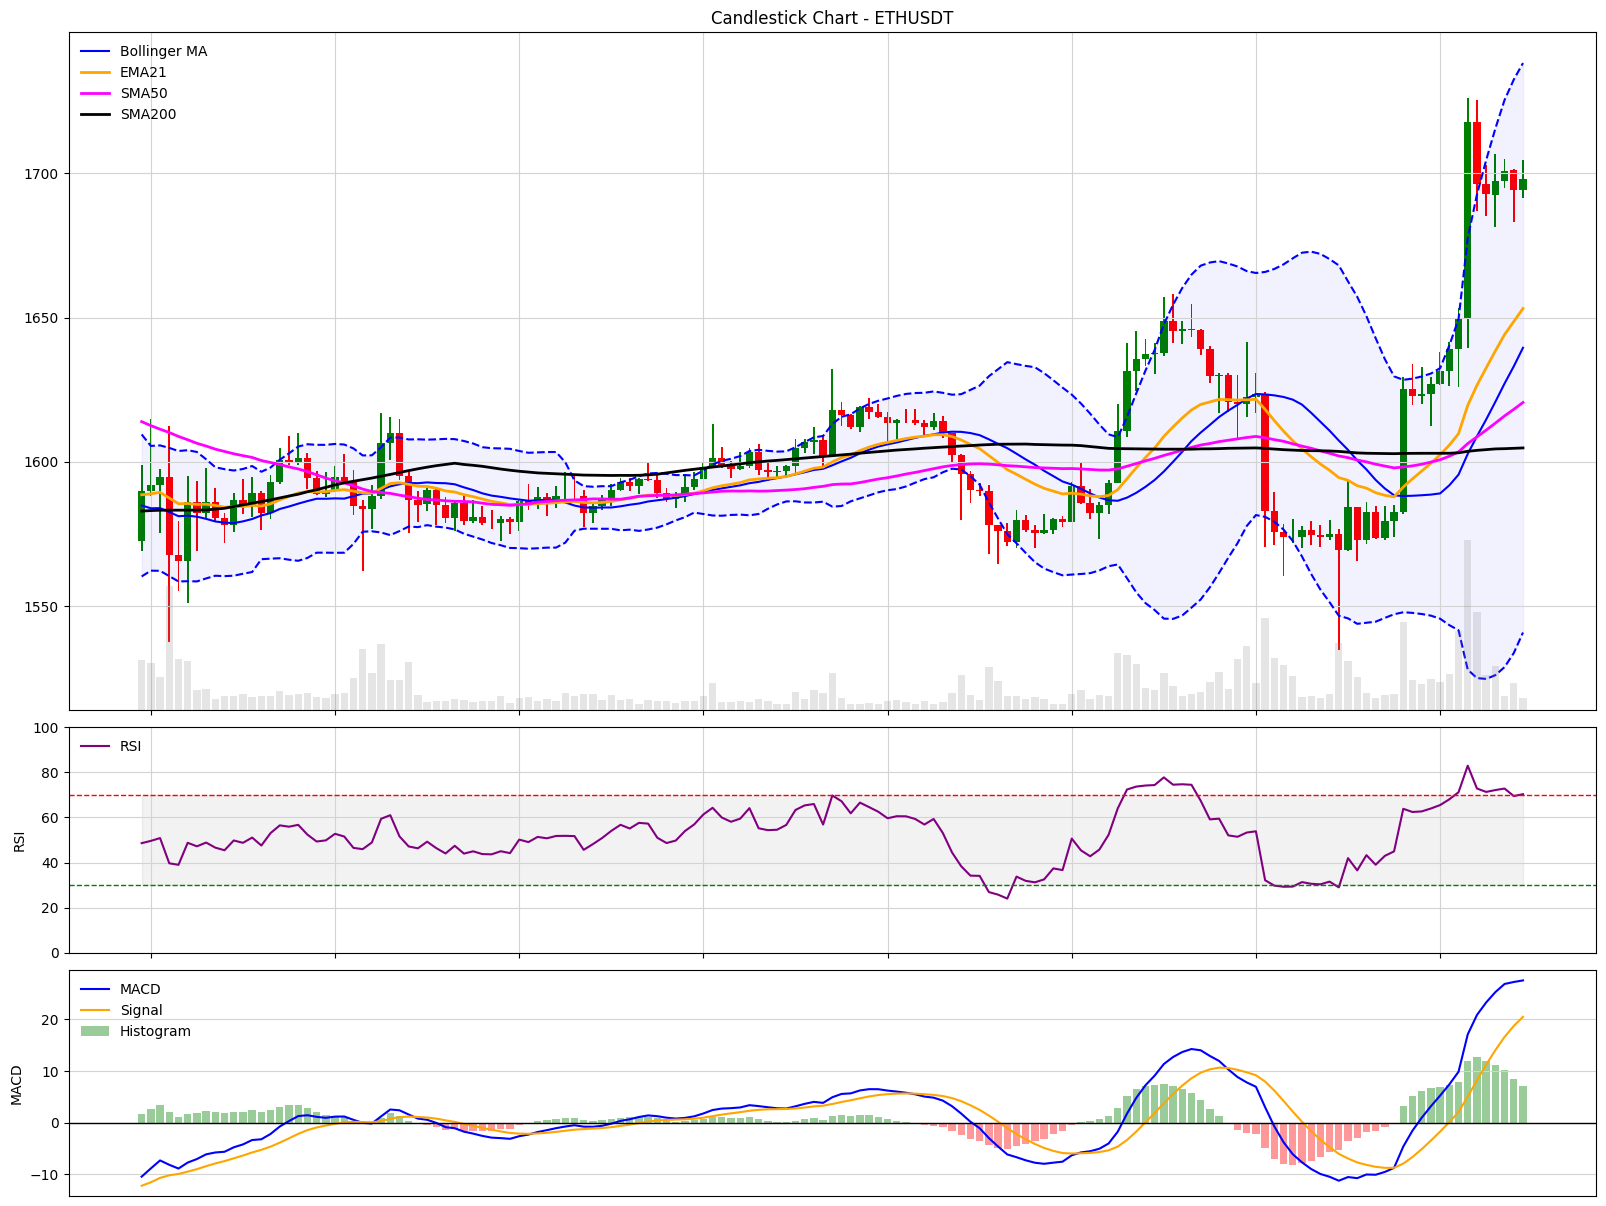 Candlestick Chart - ETHUSDT
Bollinger MA
EMA21
SMA50
SMA200
1700
1650
1600
1550
RSI
100
80
60
40
20
0
RSI
MACD
Signal
Histogram
20
10
0
−10
MACD